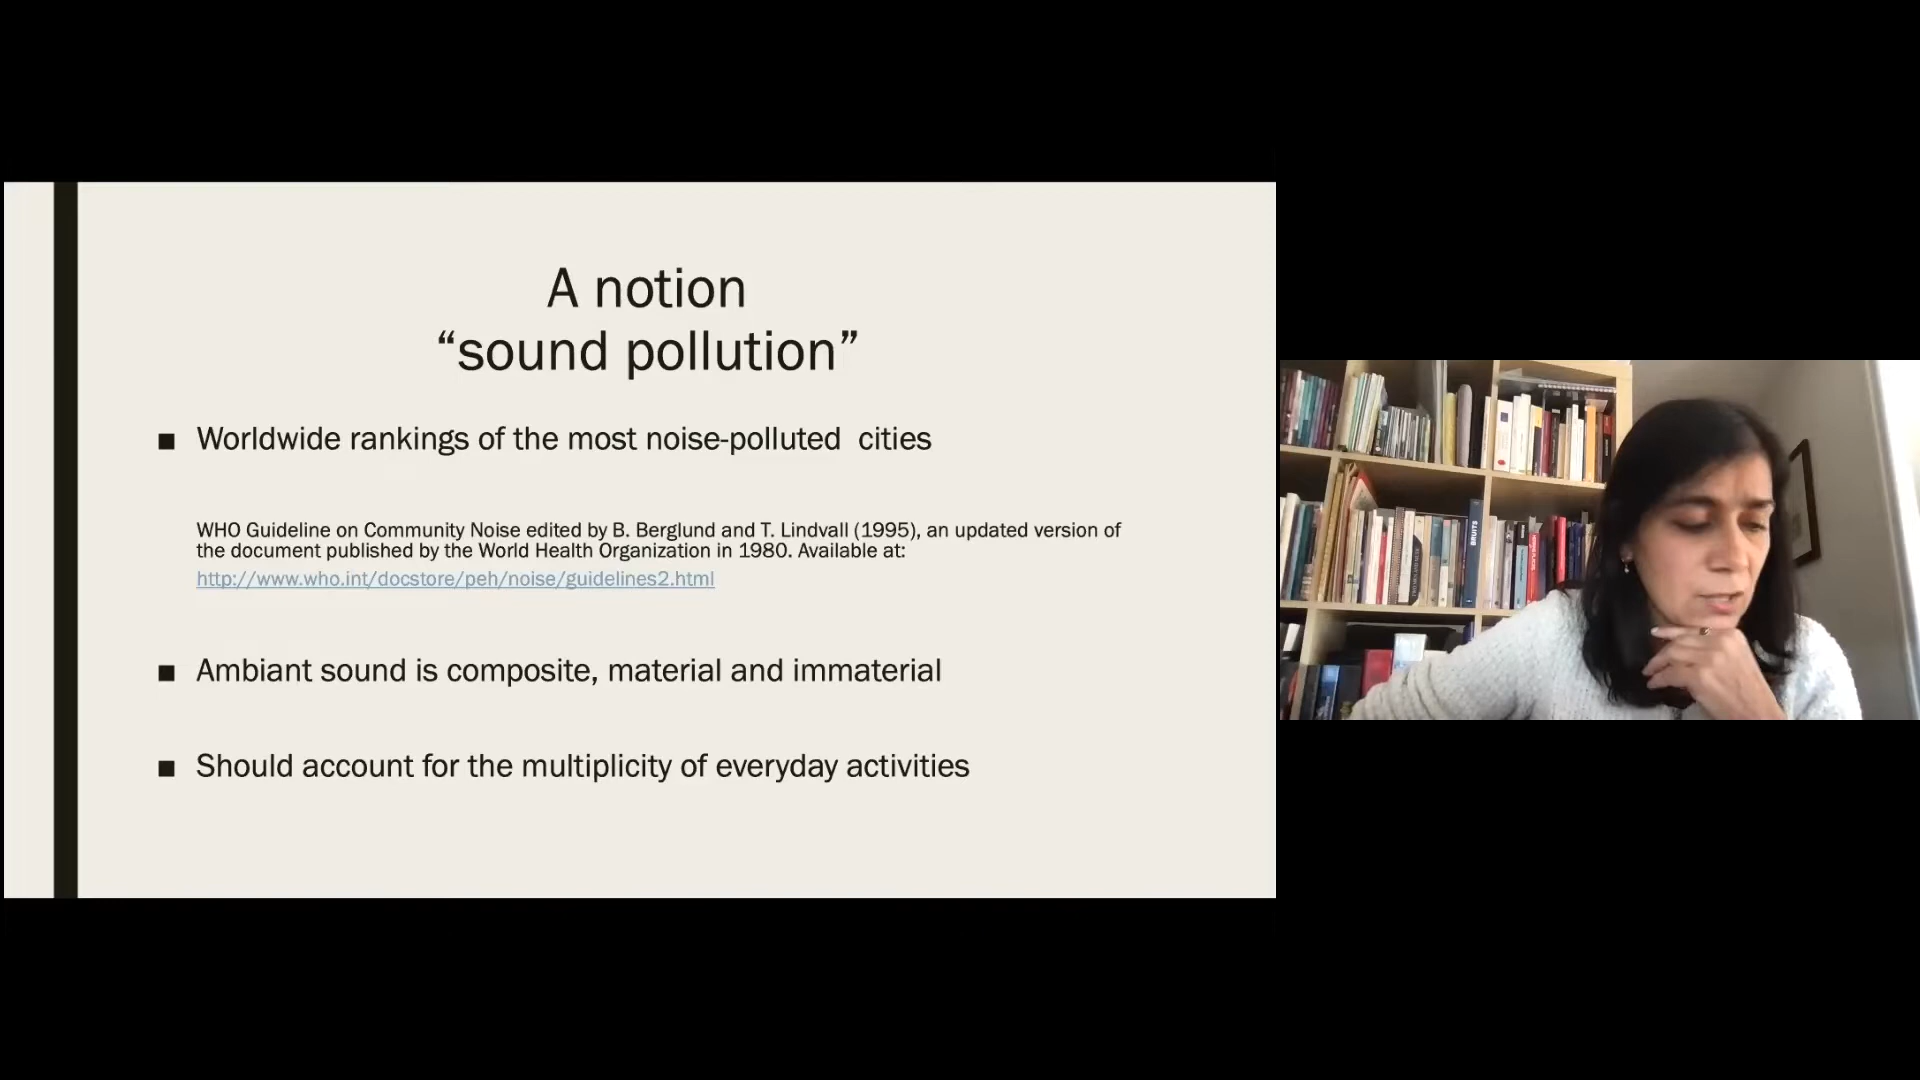 A notion
“sound pollution”
■ Worldwide rankings of the most noise-polluted  cities
WHO Guideline on Community Noise edited by B. Berglund and T. Lindvall (1995), an updated version of
the document published by the World Health Organization in 1980. Available at:
http://www.who.int/docstore/peh/noise/guidelines2.html
■ Ambiant sound is composite, material and immaterial
■ Should account for the multiplicity of everyday activities
BRUITS